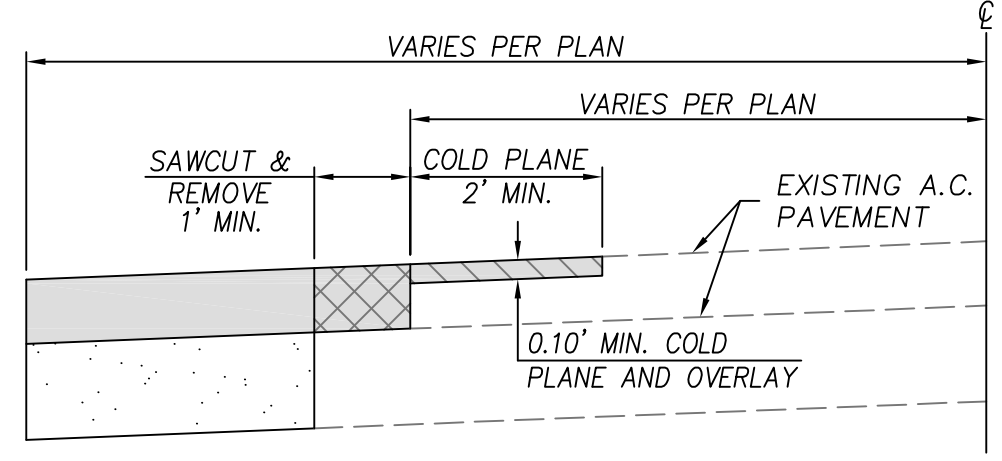 ℄
VARIES PER PLAN
VARIES PER PLAN
SAWCUT &
REMOVE
1' MIN.
COLD PLANE
2' MIN.
EXISTING A.C.
PAVEMENT
0.10' MIN. COLD
PLANE AND OVERLAY